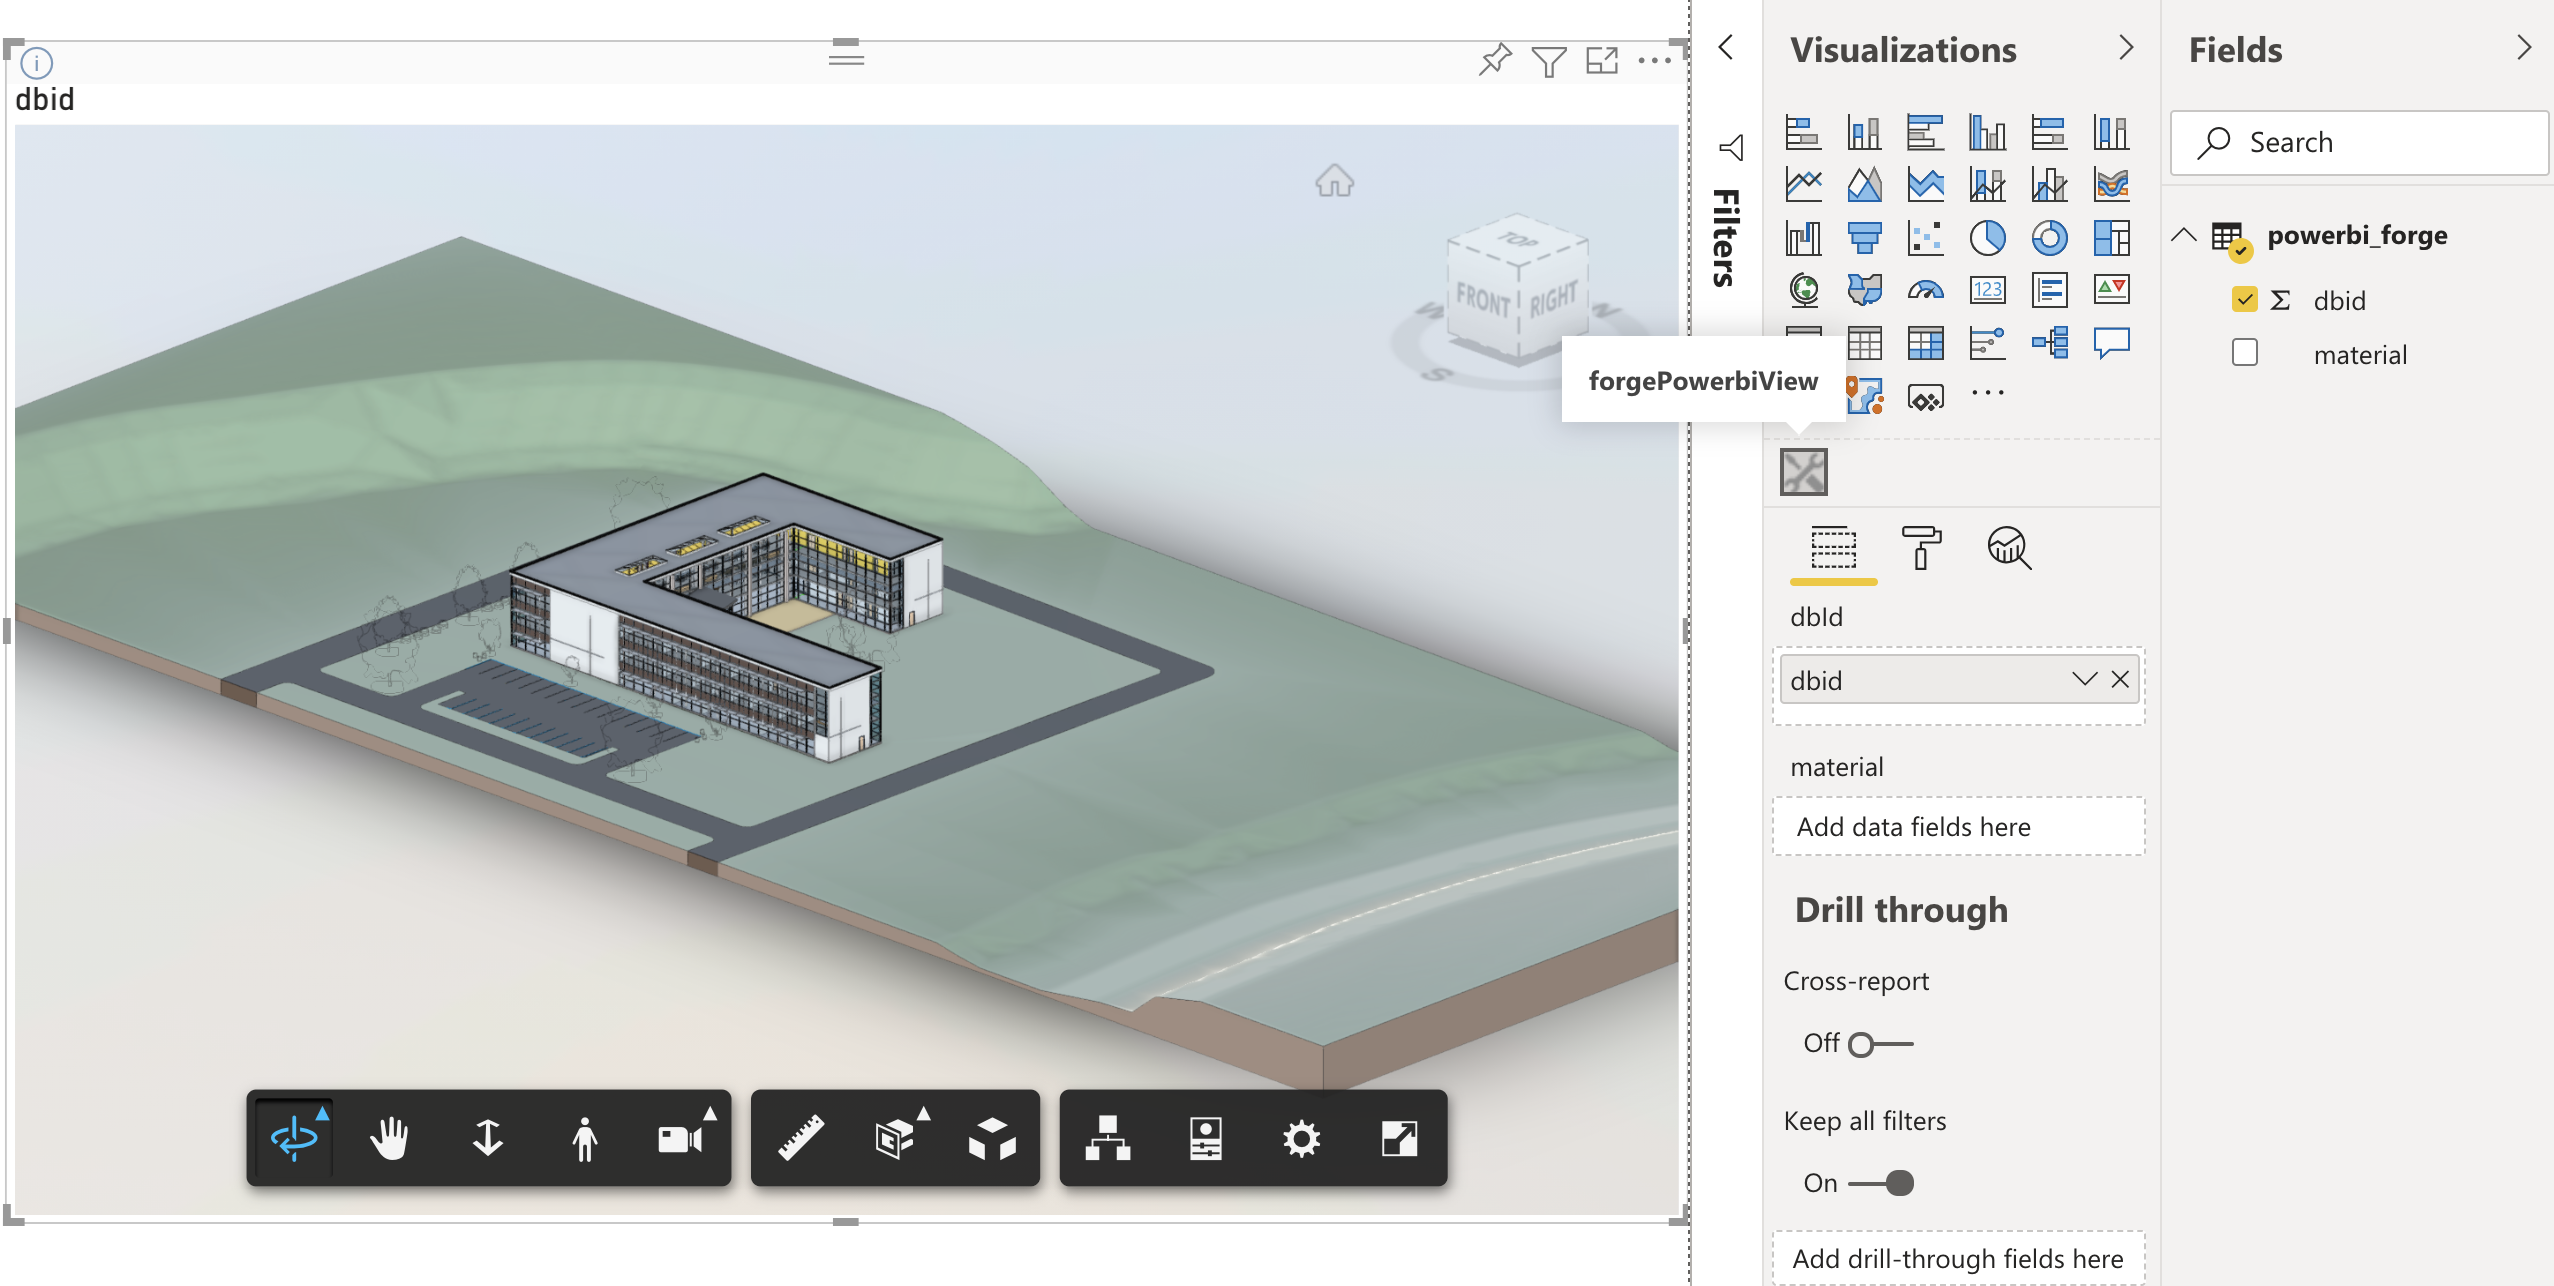 dbid
TOP
FRONT
RIGHT
W
N
S
Filters
Visualizations
123
forgePowerbiView
dbId
dbid
material
Add data fields here
Drill through
Cross-report
Off
Keep all filters
On
Add drill-through fields here
Fields
Search
powerbi_forge
Σ dbid
material